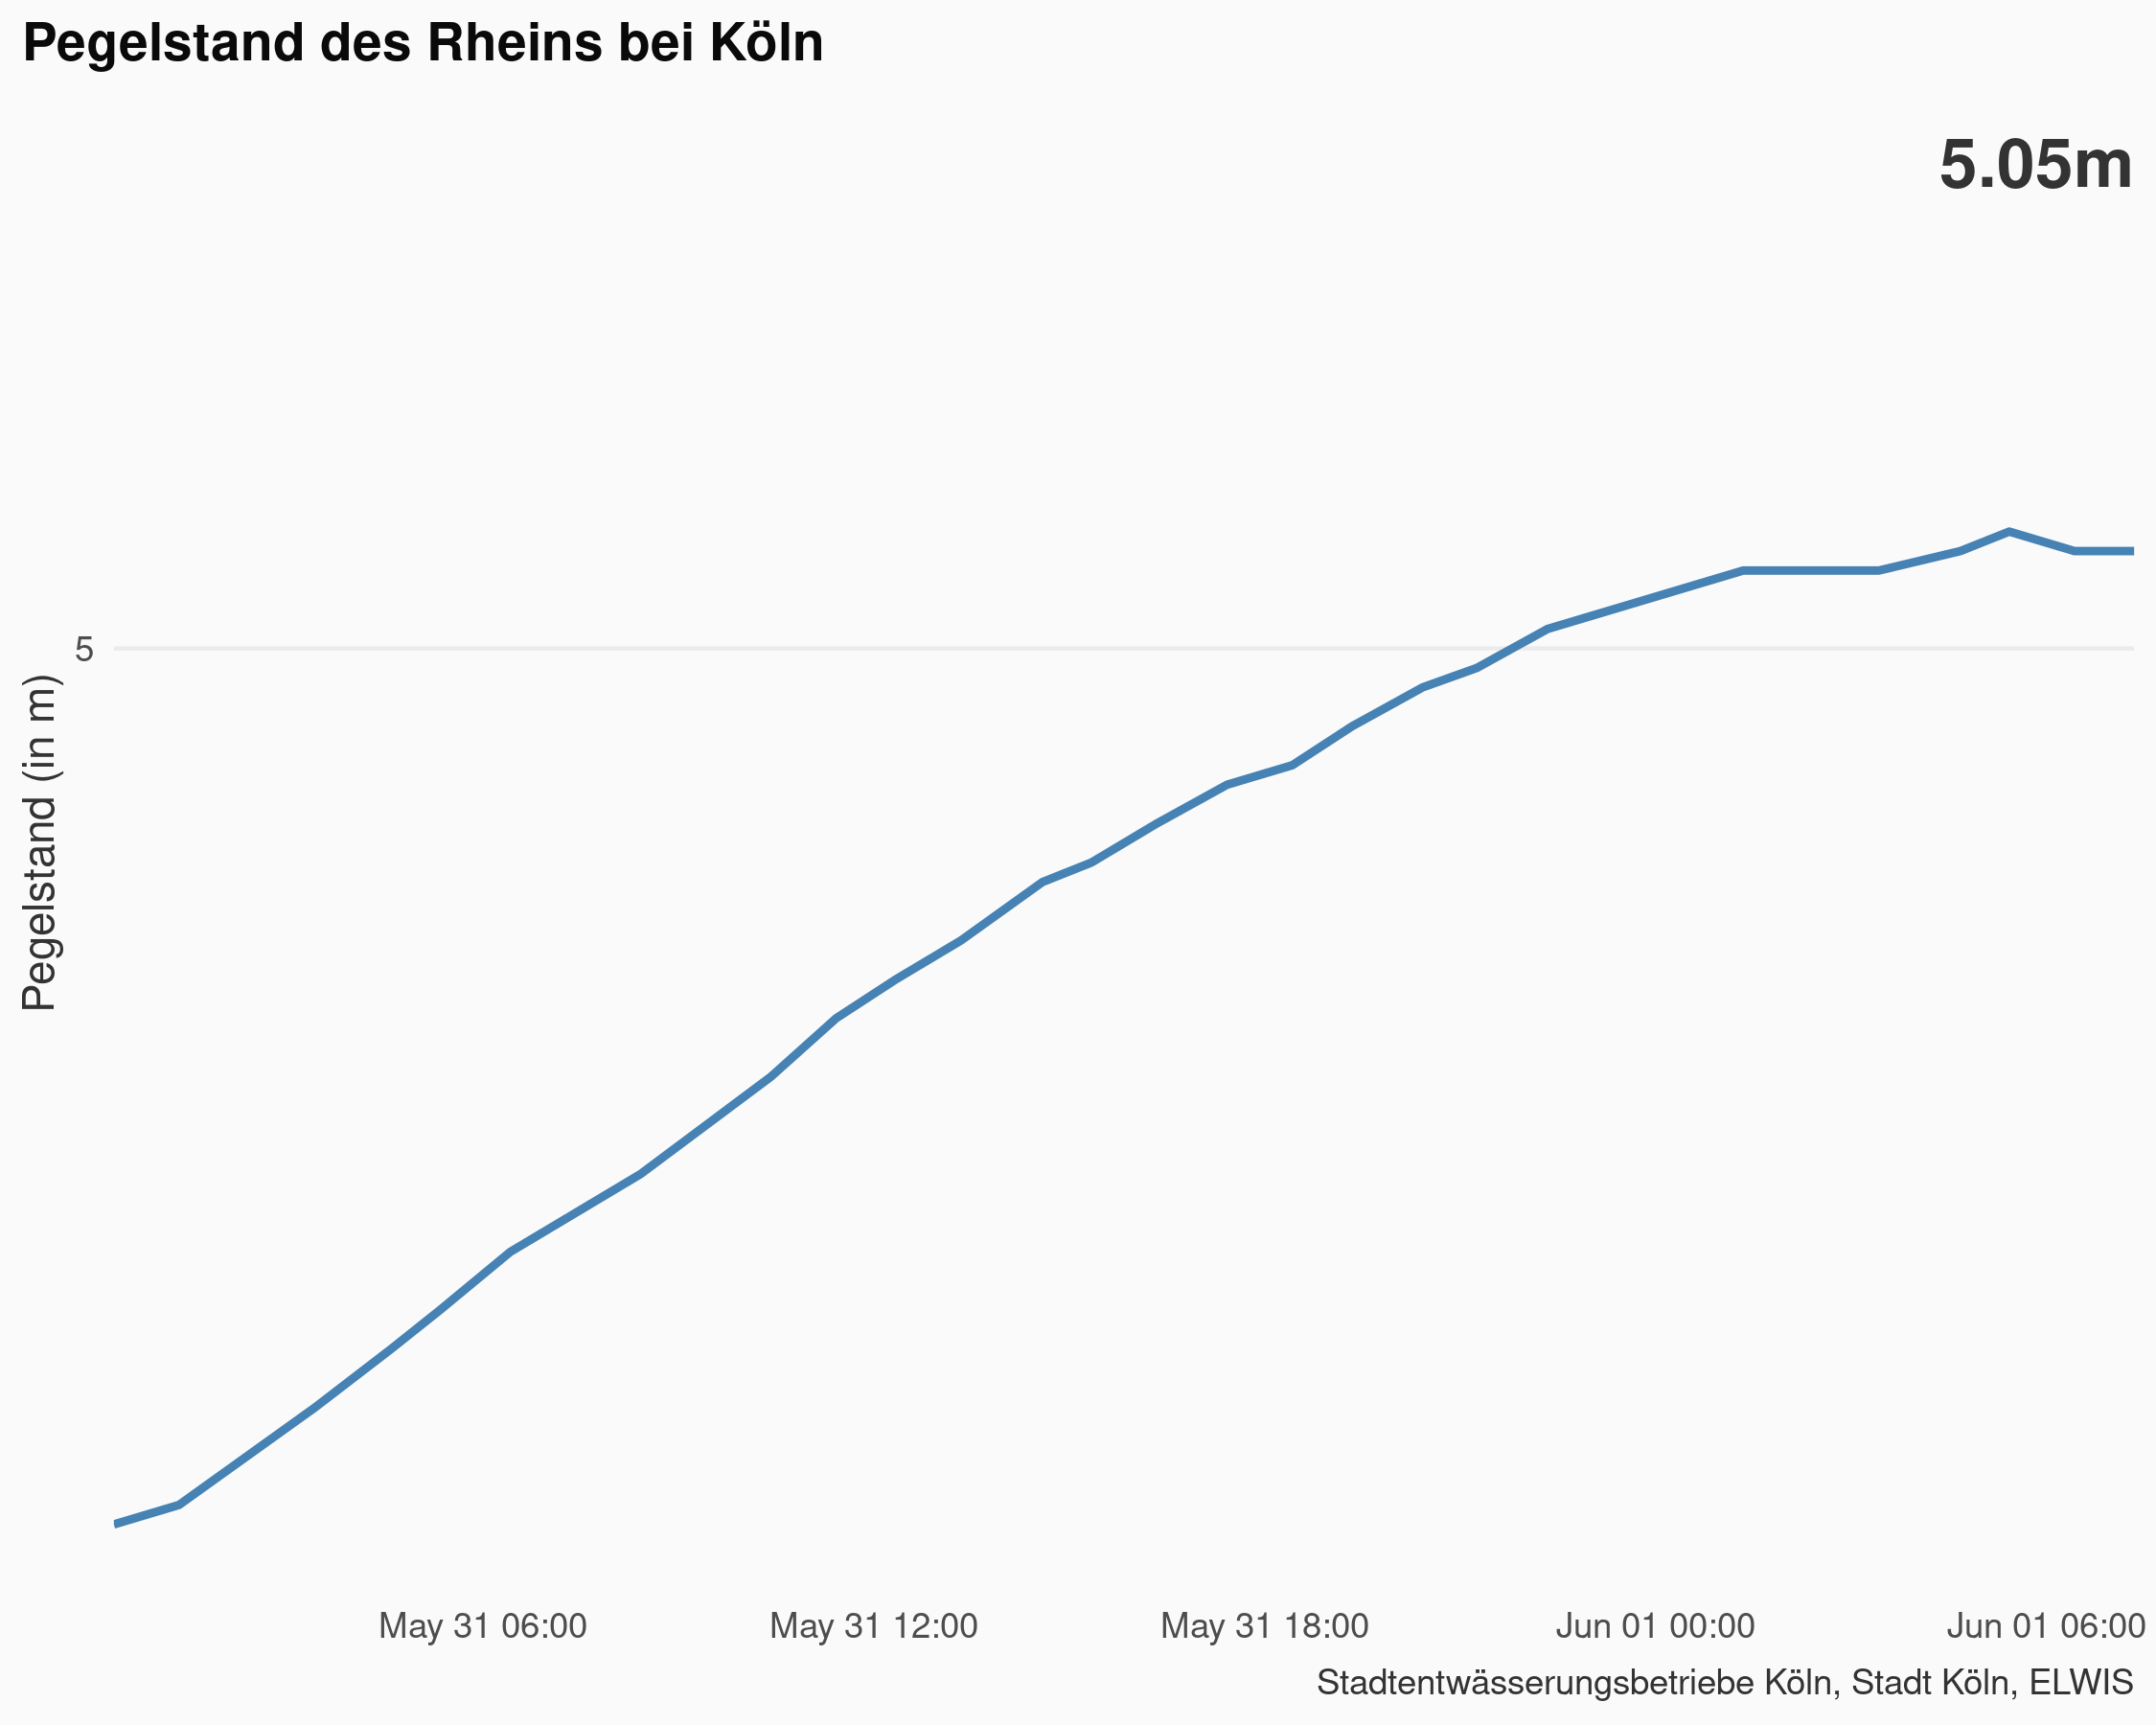 Pegelstand des Rheins bei Köln
5.05m
5
Pegelstand (in m)
May 31 06:00
May 31 12:00
May 31 18:00
Jun 01 00:00
Jun 01 06:00
Stadtentwässerungsbetriebe Köln, Stadt Köln, ELWIS